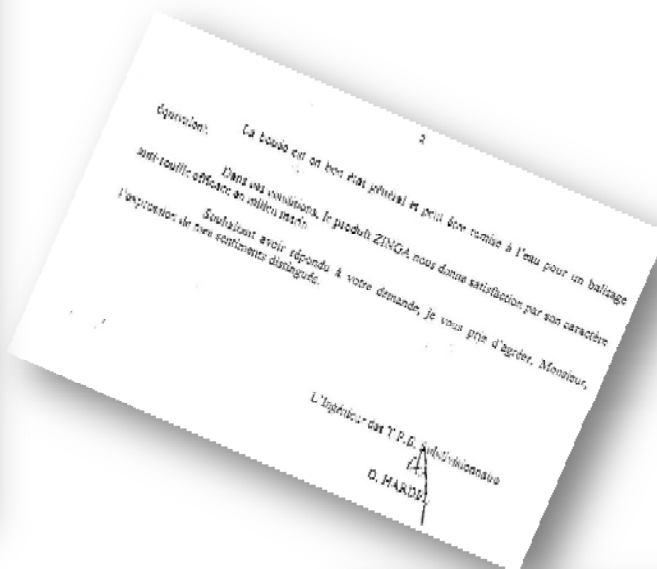 2
La bouée est en bon état général et peut être remise à l'eau pour un balisage
équivalent.
Dans ces conditions, le produit ZINGA nous donne satisfaction par son caractère
anti-rouille efficace en milieu marin.
Souhaitant avoir répondu à votre demande, je vous prie d'agréer, Monsieur,
l'expression de mes sentiments distingués.
L'Ingénieur des T.P.E. Subdivisionnaire
O. HARDEL